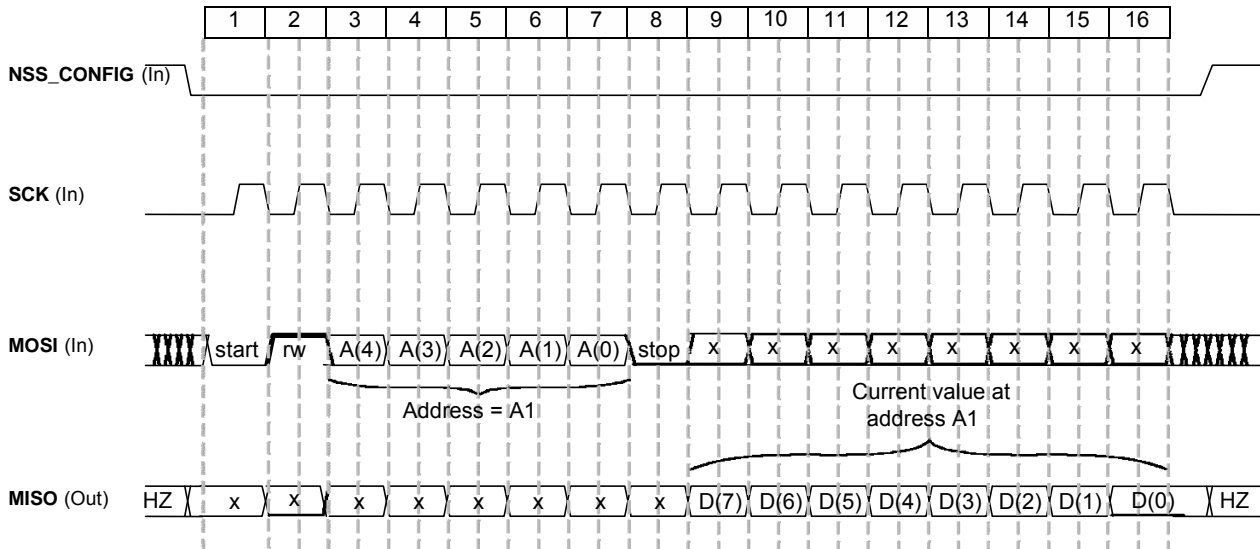 1 2 3 4 5 6 7 8 9 10 11 12 13 14 15 16
NSS_CONFIG (In)
SCK (In)
MOSI (In) start rw A(4) A(3) A(2) A(1) A(0) stop x x x x x x x x
Address = A1
Current value at
address A1
MISO (Out) HZ x x x x x x x x D(7) D(6) D(5) D(4) D(3) D(2) D(1) D(0) HZ